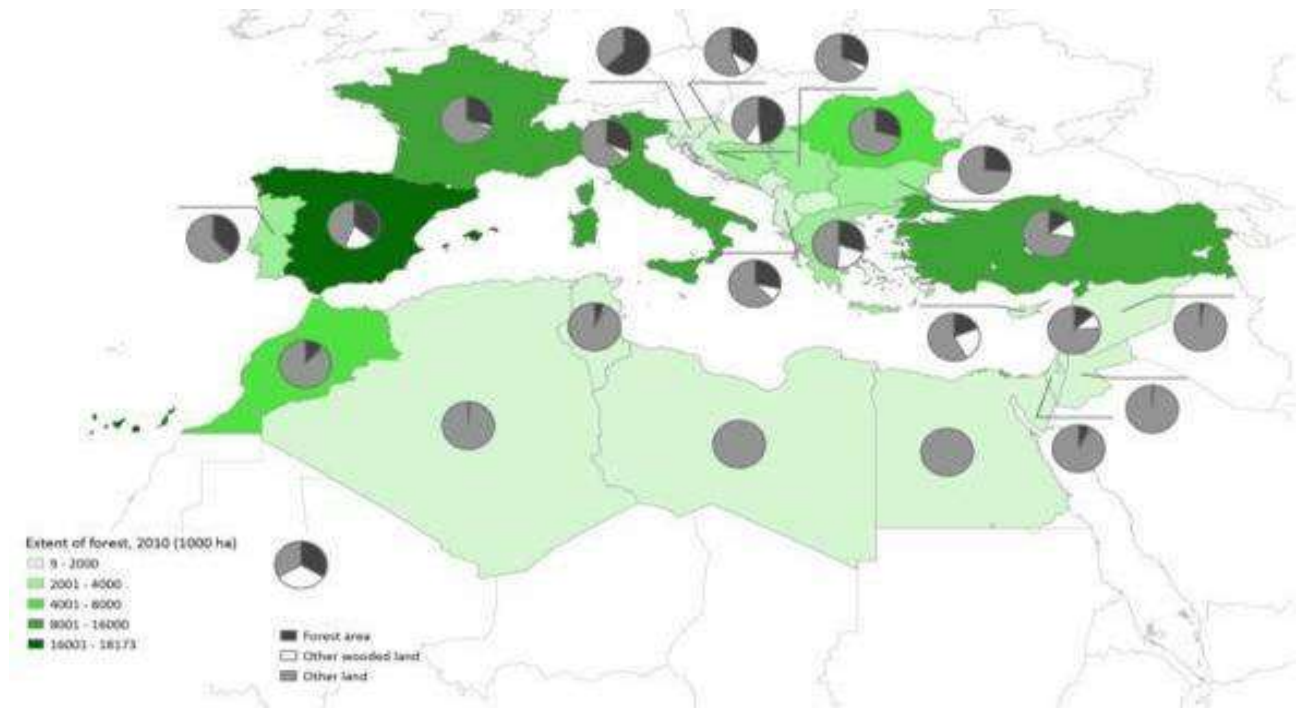 Extent of forest, 2010 (1000 ha)
9 - 2000
2001 - 4000
4001 - 8000
8001 - 16000
16001 - 18173
Forest area
Other wooded land
Other land